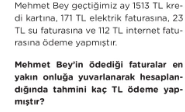 Mehmet Bey geçtiğimiz ay 1513 TL kre-
di kartına, 171 TL elektrik faturasına, 23
TL su faturasına ve 112 TL internet fatu-
rasına ödeme yapmıştır.
Mehmet Bey'in ödediği faturalar en
yakın onluğa yuvarlanarak hesaplan-
dığında tahmini kaç TL ödeme yap-
mıştır?